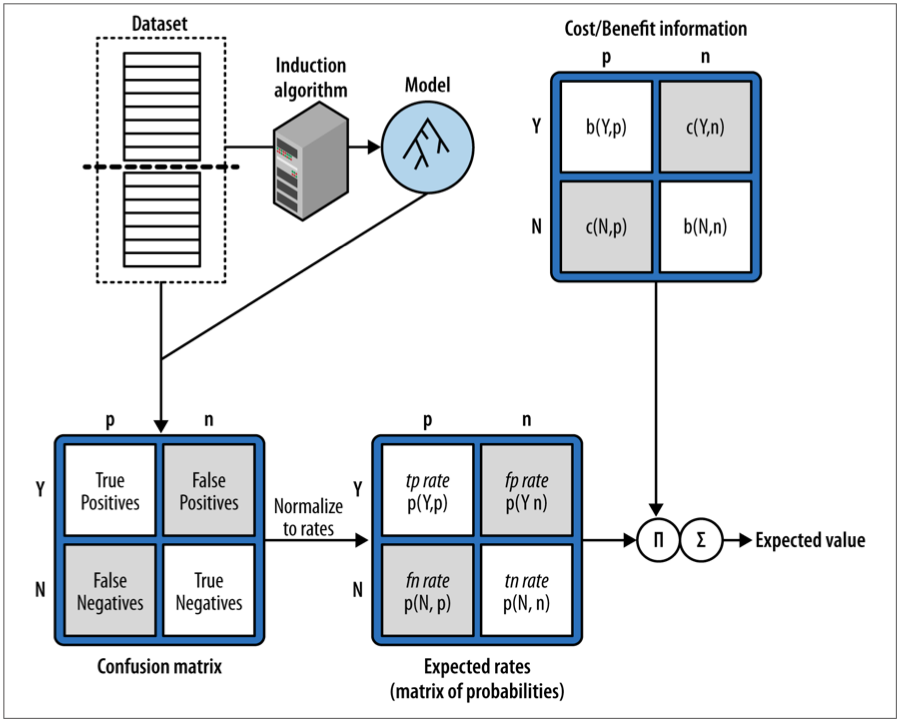 Dataset
Induction
algorithm
Model
Cost/Benefit information
p n
Y b(Y,p) c(Y,n)
N c(N,p) b(N,n)
p n
Y True
Positives
False
Positives
N False
Negatives
True
Negatives
Confusion matrix
Normalize
to rates
p n
Y tp rate
p(Y,p)
fp rate
p(Y n)
N fn rate
p(N, p)
tn rate
p(N, n)
Expected rates
(matrix of probabilities)
Π Σ
Expected value